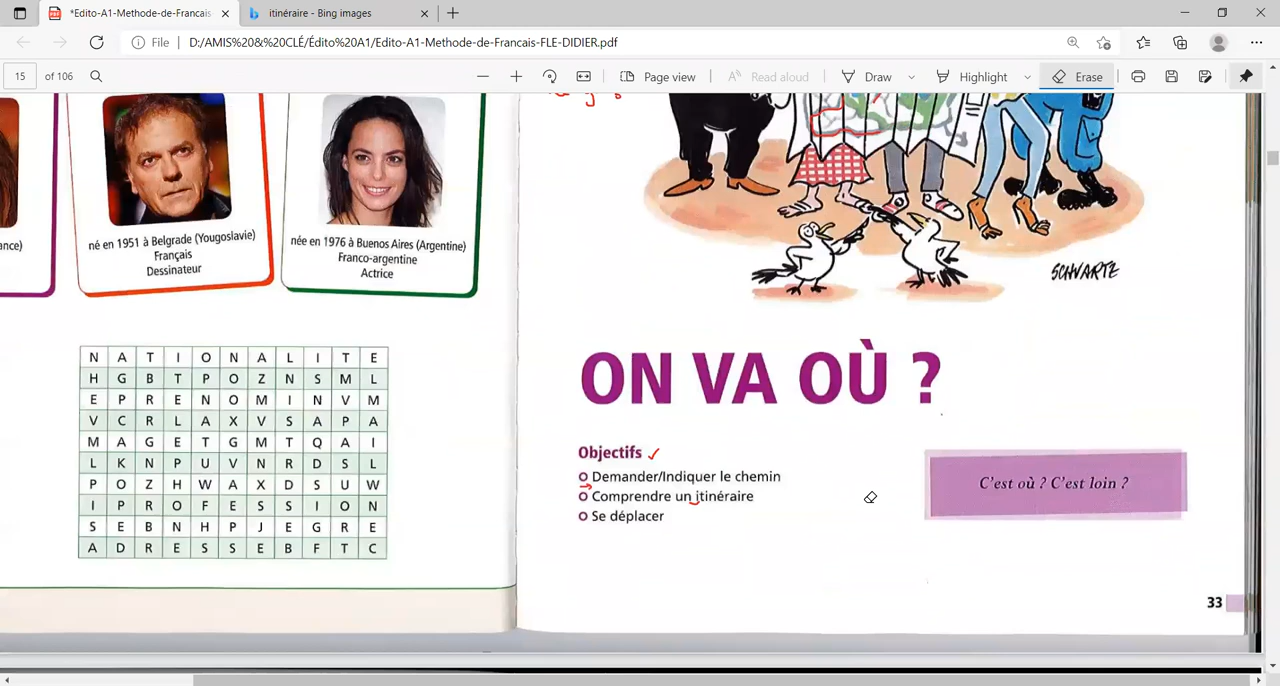 *Edito-A1-Methode-de-Francais
itinéraire - Bing images
File
D:/AMIS%20&%20CLÉ/Édito%20A1/Edito-A1-Methode-de-Francais-FLE-DIDIER.pdf
15
of 106
Page view
Read aloud
Draw
Highlight
Erase
ance)
né en 1951 à Belgrade (Yougoslavie)
Français
Dessinateur
née en 1976 à Buenos Aires (Argentine)
Franco-argentine
Actrice
N A T I O N A L I T E
H G B T P O Z N S M L
E P R E N O M I N V M
V C R L A X V S A P A
M A G E T G M T Q A I
L K N P U V N R D S L
P O Z H W A X D S U W
I P R O F E S S I O N
S E B N H P J E G R E
A D R E S S E B F T C
SCHVARTZ
ON VA OÙ ?
Objectifs
Demander/Indiquer le chemin
Comprendre un itinéraire
Se déplacer
C'est où ? C'est loin ?
33